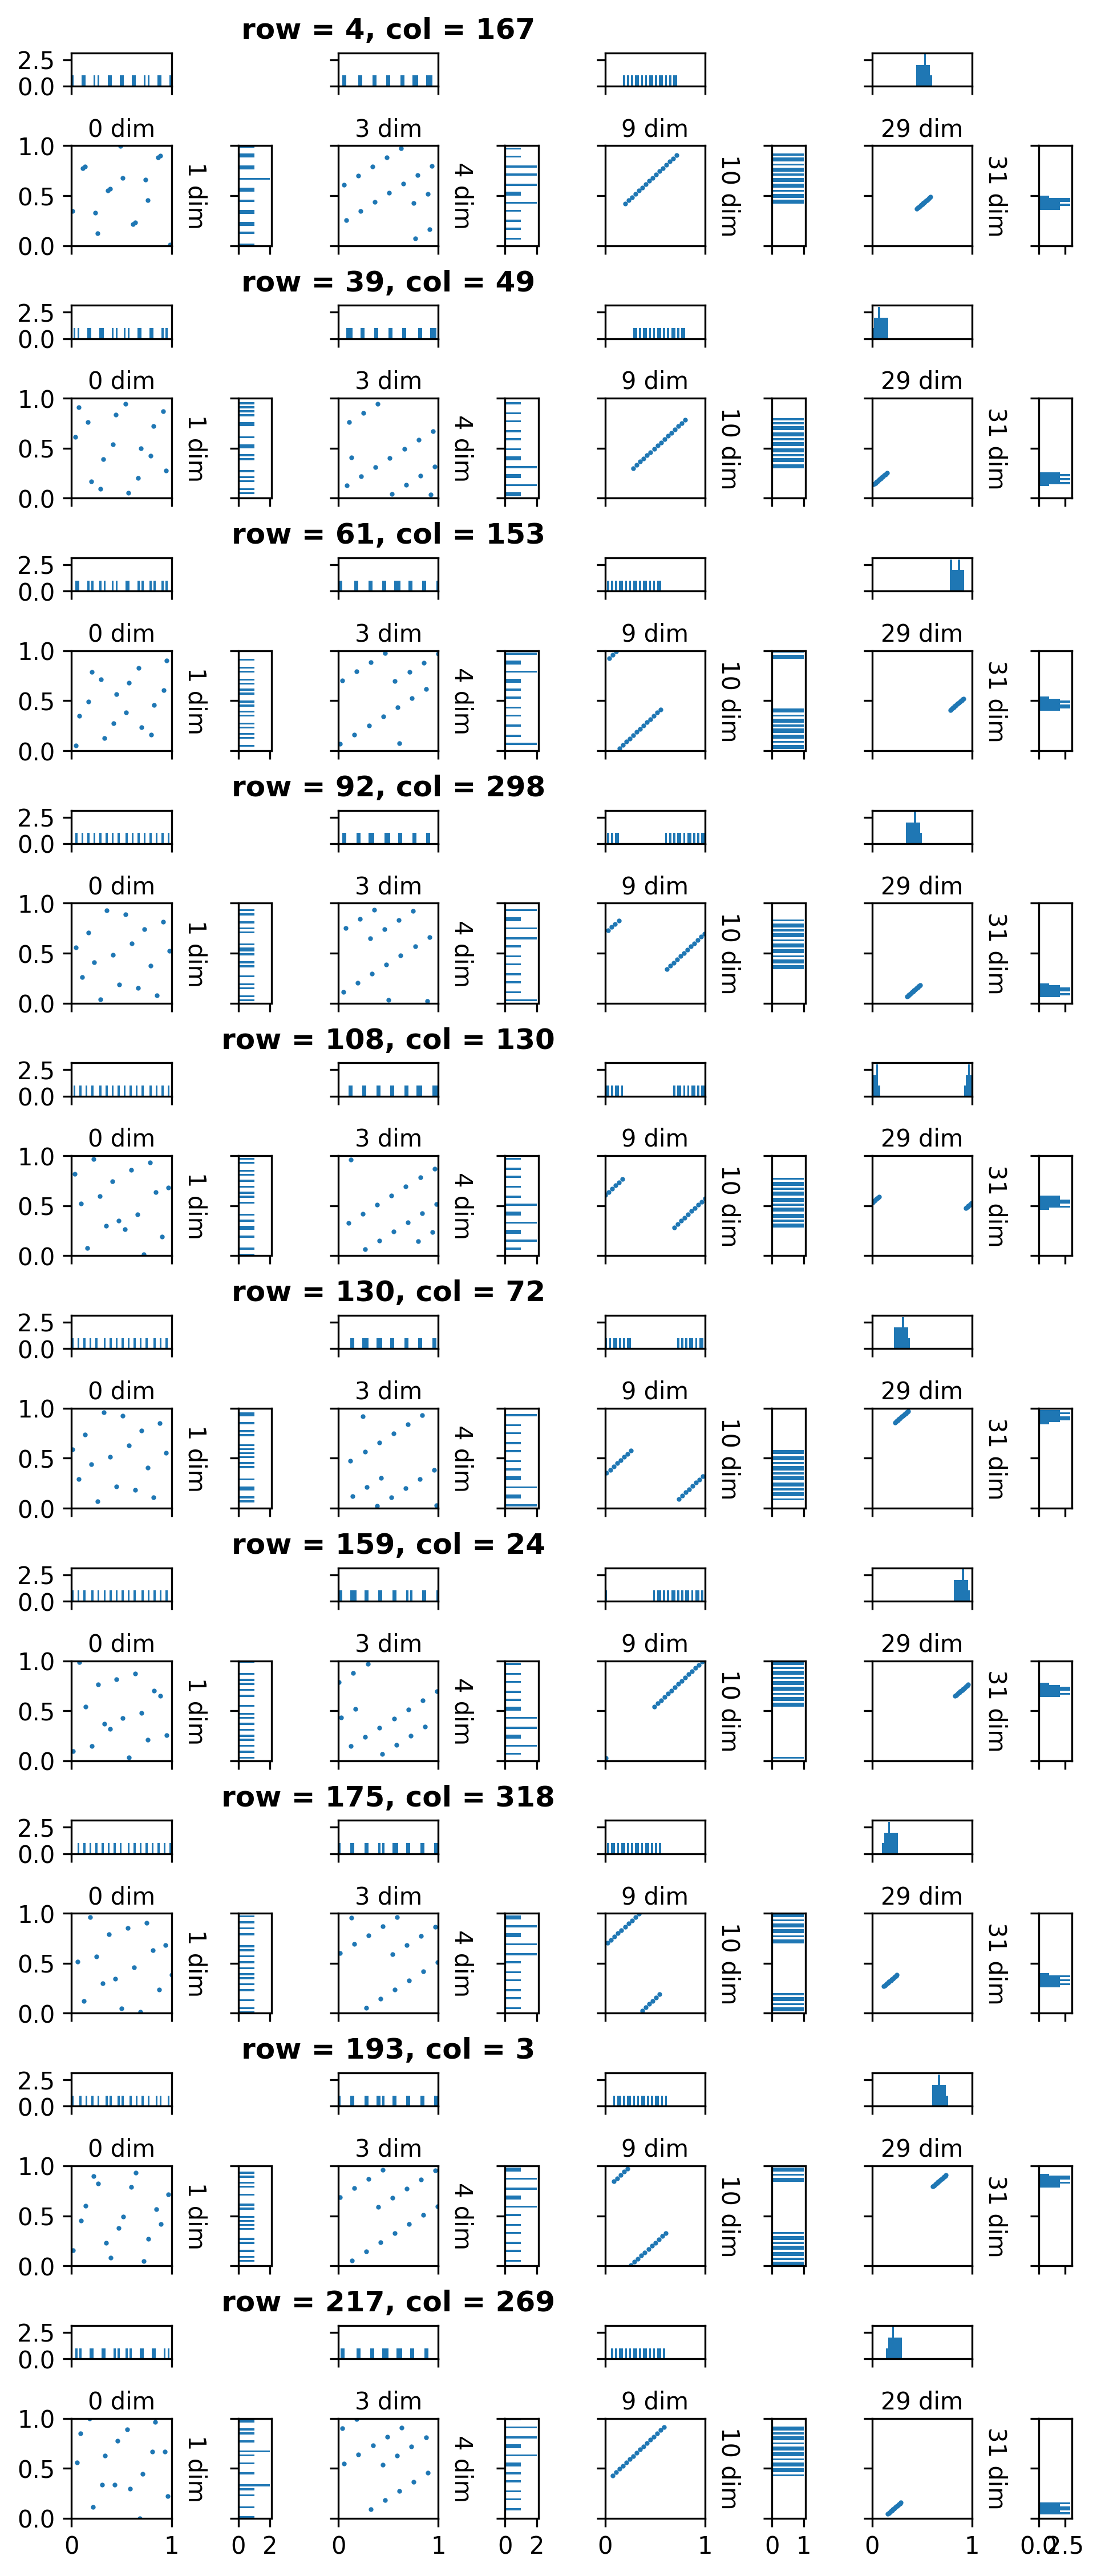 row = 4, col = 167
2.5
0.0
0 dim 3 dim 9 dim 29 dim
1.0
0.5
0.0
1 dim 4 dim 10 dim 31 dim
row = 39, col = 49
2.5
0.0
0 dim 3 dim 9 dim 29 dim
1.0
0.5
0.0
1 dim 4 dim 10 dim 31 dim
row = 61, col = 153
2.5
0.0
0 dim 3 dim 9 dim 29 dim
1.0
0.5
0.0
1 dim 4 dim 10 dim 31 dim
row = 92, col = 298
2.5
0.0
0 dim 3 dim 9 dim 29 dim
1.0
0.5
0.0
1 dim 4 dim 10 dim 31 dim
row = 108, col = 130
2.5
0.0
0 dim 3 dim 9 dim 29 dim
1.0
0.5
0.0
1 dim 4 dim 10 dim 31 dim
row = 130, col = 72
2.5
0.0
0 dim 3 dim 9 dim 29 dim
1.0
0.5
0.0
1 dim 4 dim 10 dim 31 dim
row = 159, col = 24
2.5
0.0
0 dim 3 dim 9 dim 29 dim
1.0
0.5
0.0
1 dim 4 dim 10 dim 31 dim
row = 175, col = 318
2.5
0.0
0 dim 3 dim 9 dim 29 dim
1.0
0.5
0.0
1 dim 4 dim 10 dim 31 dim
row = 193, col = 3
2.5
0.0
0 dim 3 dim 9 dim 29 dim
1.0
0.5
0.0
1 dim 4 dim 10 dim 31 dim
row = 217, col = 269
2.5
0.0
0 dim 3 dim 9 dim 29 dim
1.0
0.5
0.0
1 dim 4 dim 10 dim 31 dim
0 1 0 2 0 1 0 2 0 1 0 1 0 1 0.0 2.5